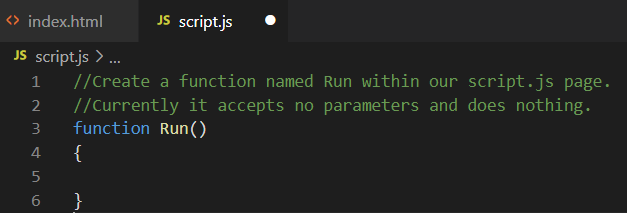 index.html JS script.js
JS script.js > ...
1 //Create a function named Run within our script.js page.
2 //Currently it accepts no parameters and does nothing.
3 function Run()
4 {
5
6 }